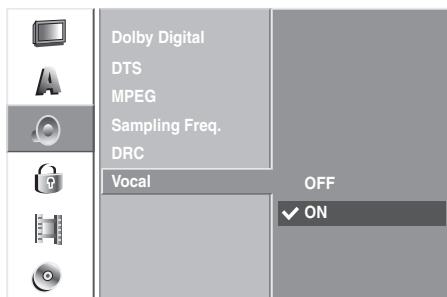 A
Dolby Digital
DTS
MPEG
Sampling Freq.
DRC
Vocal
OFF
ON